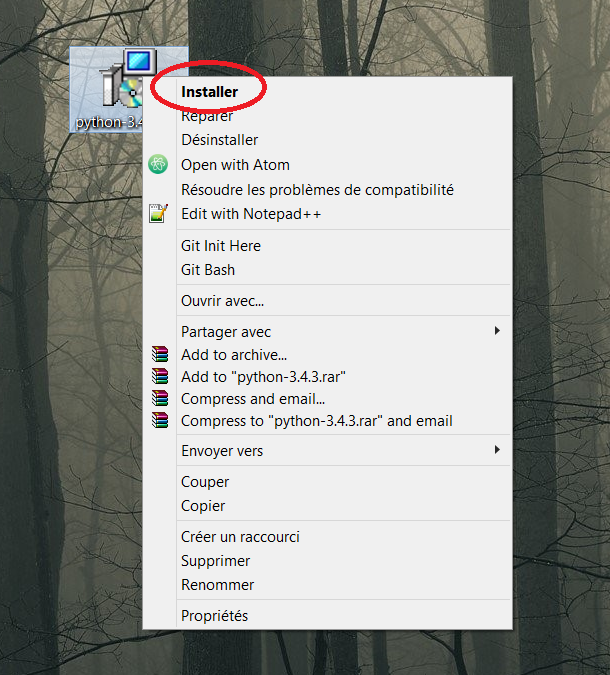 python-3.4
Installer
Réparer
Désinstaller
Open with Atom
Résoudre les problèmes de compatibilité
Edit with Notepad++
Git Init Here
Git Bash
Ouvrir avec...
Partager avec
Add to archive...
Add to "python-3.4.3.rar"
Compress and email...
Compress to "python-3.4.3.rar" and email
Envoyer vers
Couper
Copier
Créer un raccourci
Supprimer
Renommer
Propriétés